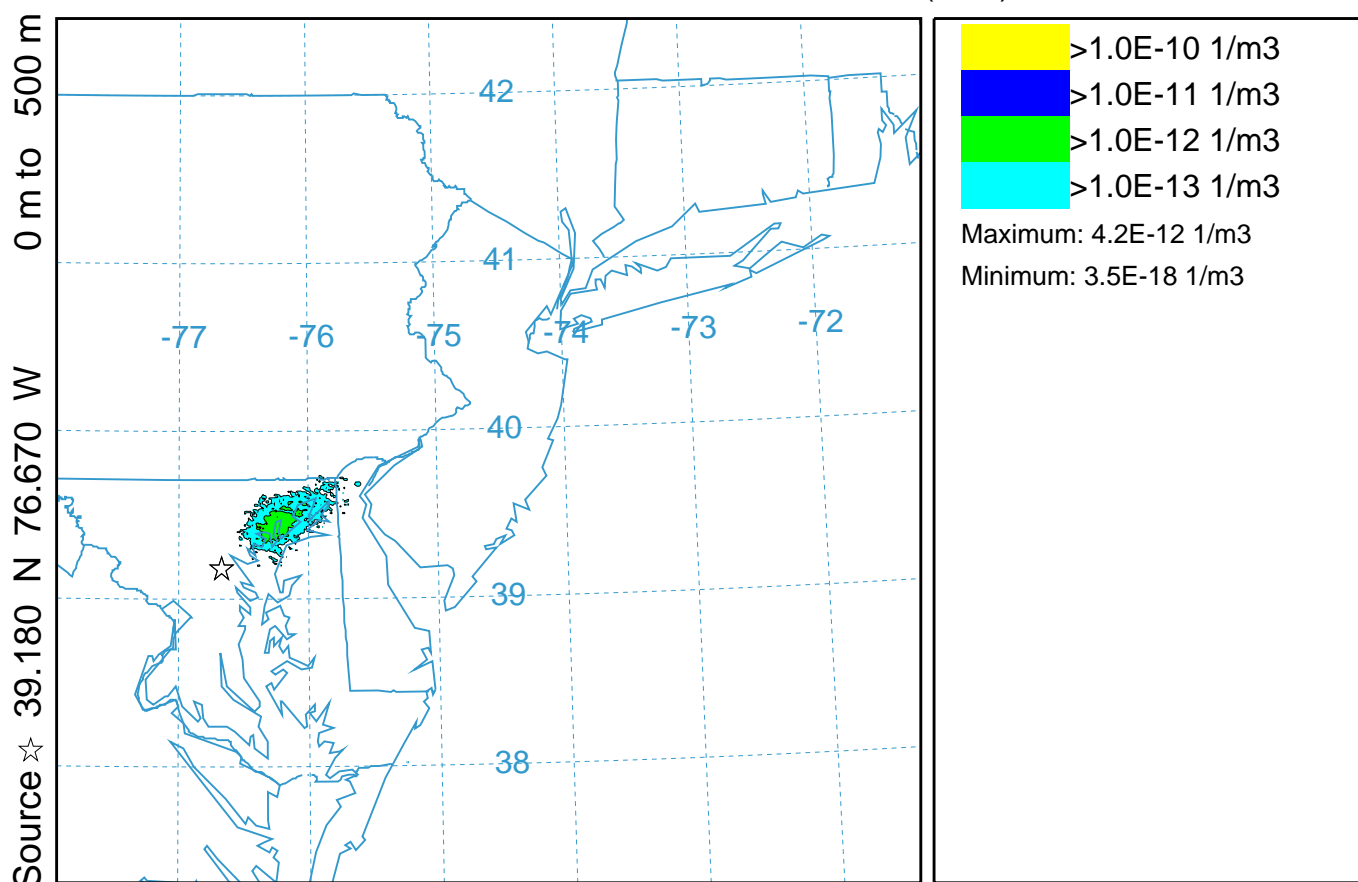 Source ☆ 39.180 N 76.670 W 0 m to 500 m
42
41
-77 -76 -75 -74 -73 -72
40
39
38
>1.0E-10 1/m3
>1.0E-11 1/m3
>1.0E-12 1/m3
>1.0E-13 1/m3
Maximum: 4.2E-12 1/m3
Minimum: 3.5E-18 1/m3